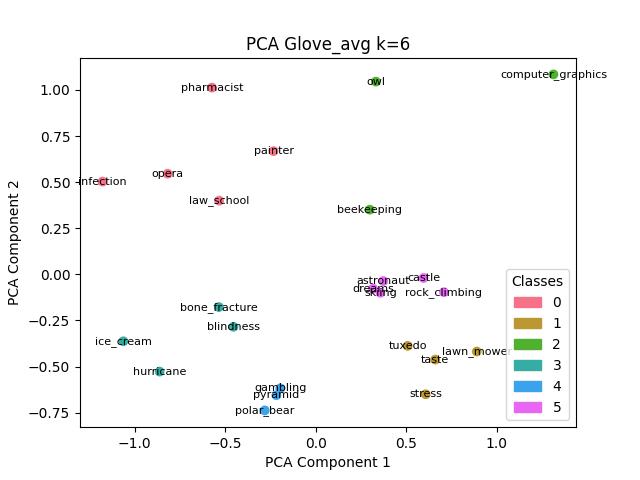 PCA Glove_avg k=6
PCA Component 2
1.00
0.75
0.50
0.25
0.00
−0.25
−0.50
−0.75
computer_graphics
owl
pharmacist
painter
opera
infection
law_school
beekeeping
castle
astronaut
dreams
skiing
rock_climbing
bone_fracture
blindness
ice_cream
tuxedo
lawn_mower
taste
hurricane
gambling
pyramid
stress
polar_bear
Classes
0
1
2
3
4
5
−1.0
−0.5
0.0
0.5
1.0
PCA Component 1